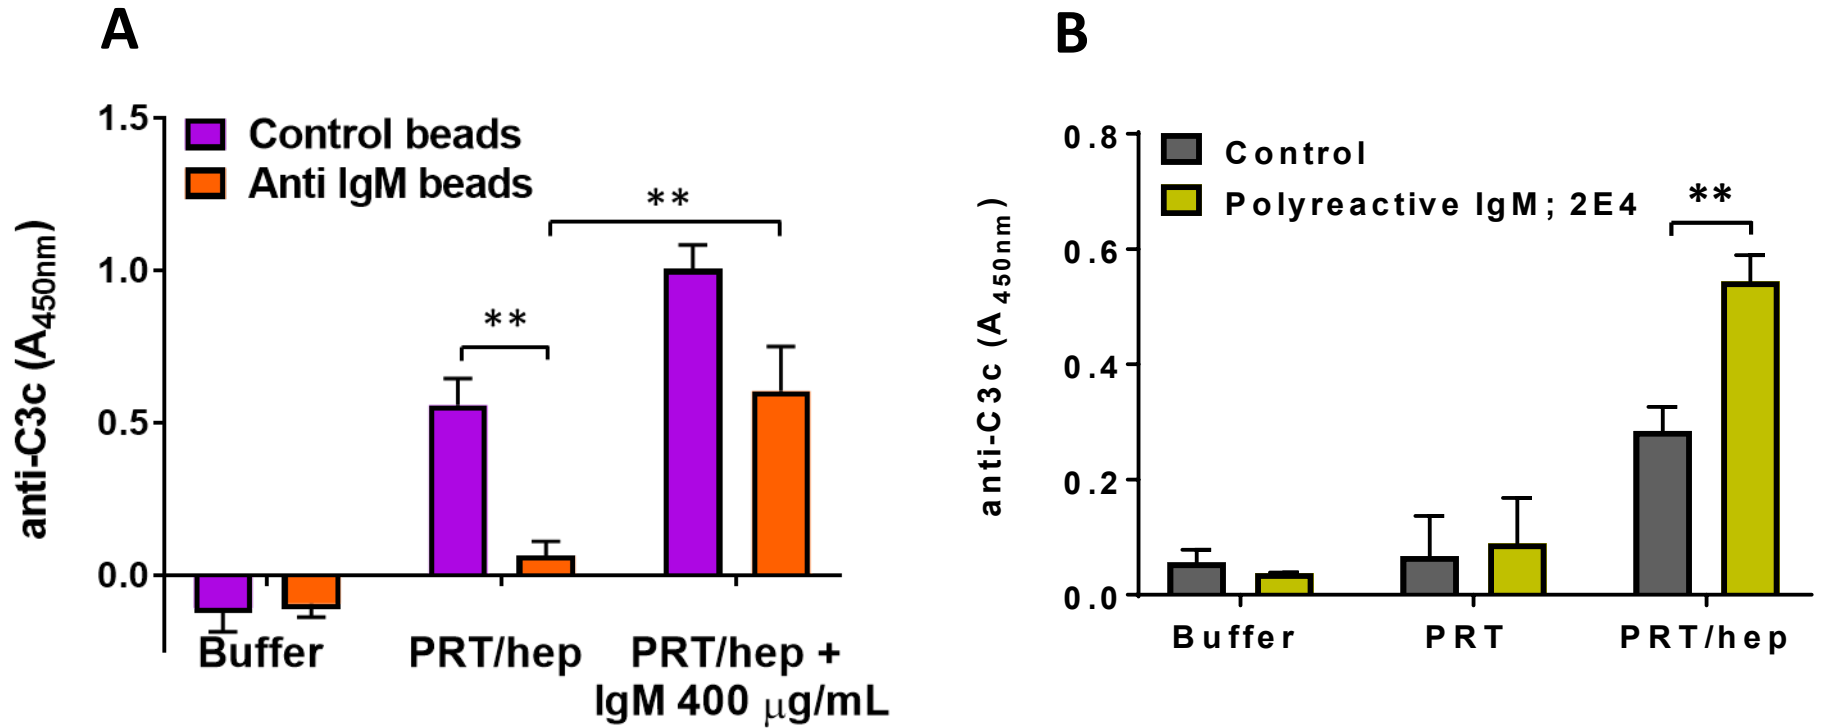 A
1.5
1.0
0.5
0.0
anti-C3c (A450nm)
Control beads
Anti IgM beads
**
**
Buffer
PRT/hep
PRT/hep +
IgM 400 µg/mL
B
0.8
0.6
0.4
0.2
0.0
anti-C3c (A450nm)
Control
Polyreactive IgM; 2E4
**
Buffer
PRT
PRT/hep